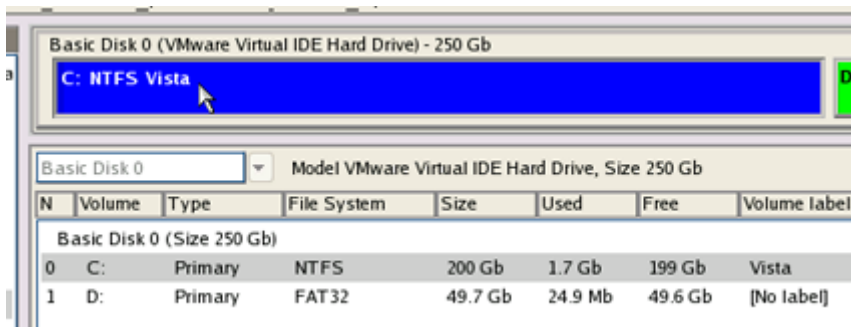 Basic Disk 0 (VMware Virtual IDE Hard Drive) - 250 Gb
C: NTFS Vista
D
Basic Disk 0 Model VMware Virtual IDE Hard Drive, Size 250 Gb
N Volume Type File System Size Used Free Volume label
Basic Disk 0 (Size 250 Gb)
0 C: Primary NTFS 200 Gb 1.7 Gb 199 Gb Vista
1 D: Primary FAT32 49.7 Gb 24.9 Mb 49.6 Gb [No label]